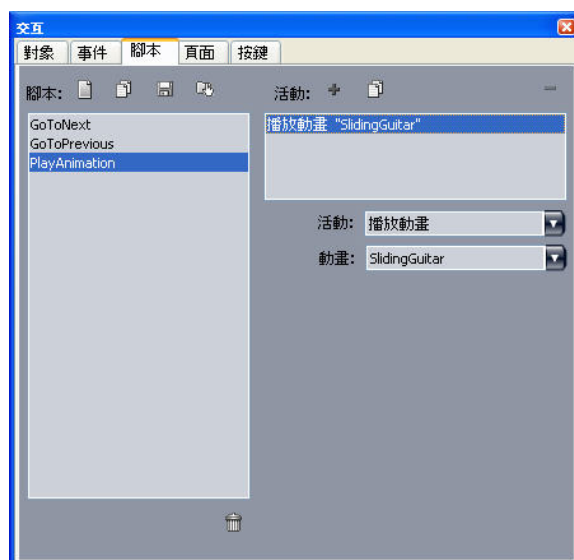 交互
對象 事件 腳本 頁面 按鍵
腳本: 活動:
GoToNext
GoToPrevious
PlayAnimation
播放動畫 "SlidingGuitar"
活動: 播放動畫
動畫: SlidingGuitar